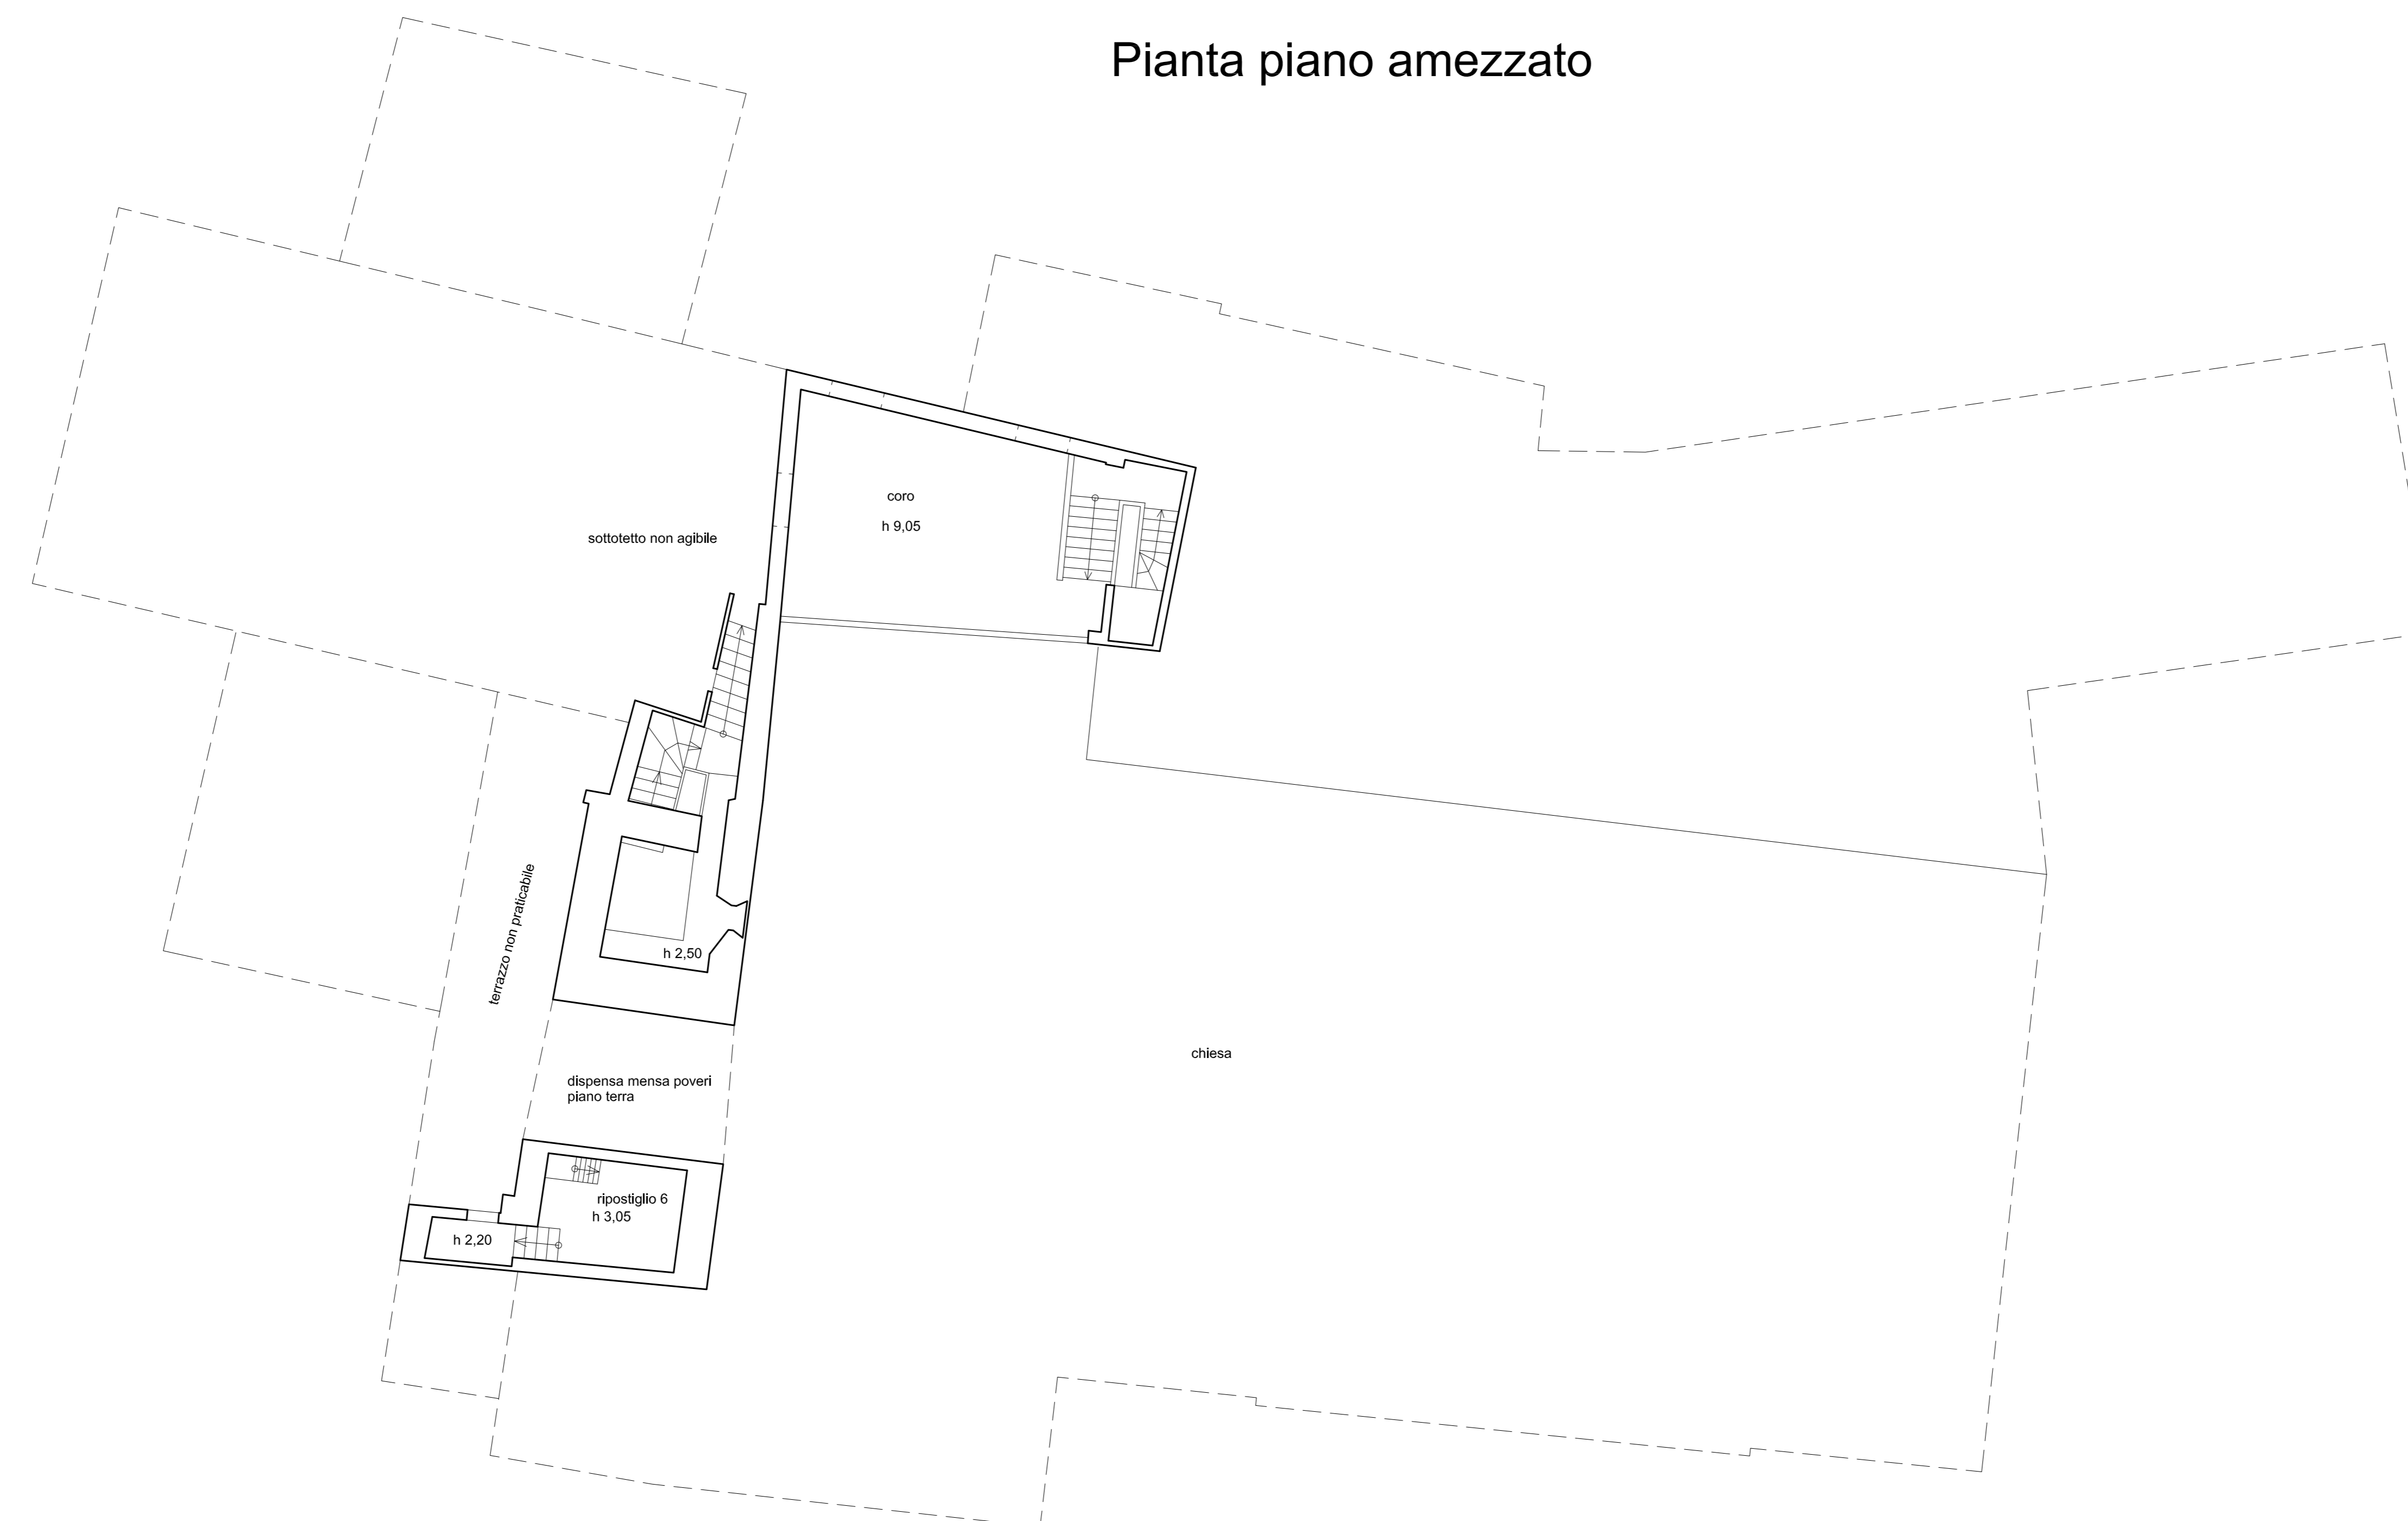 Pianta piano amezzato
coro
h 9,05
sottotetto non agibile
terrazzo non praticabile
h 2,50
chiesa
dispensa mensa poveri
piano terra
ripostiglio 6
h 3,05
h 2,20